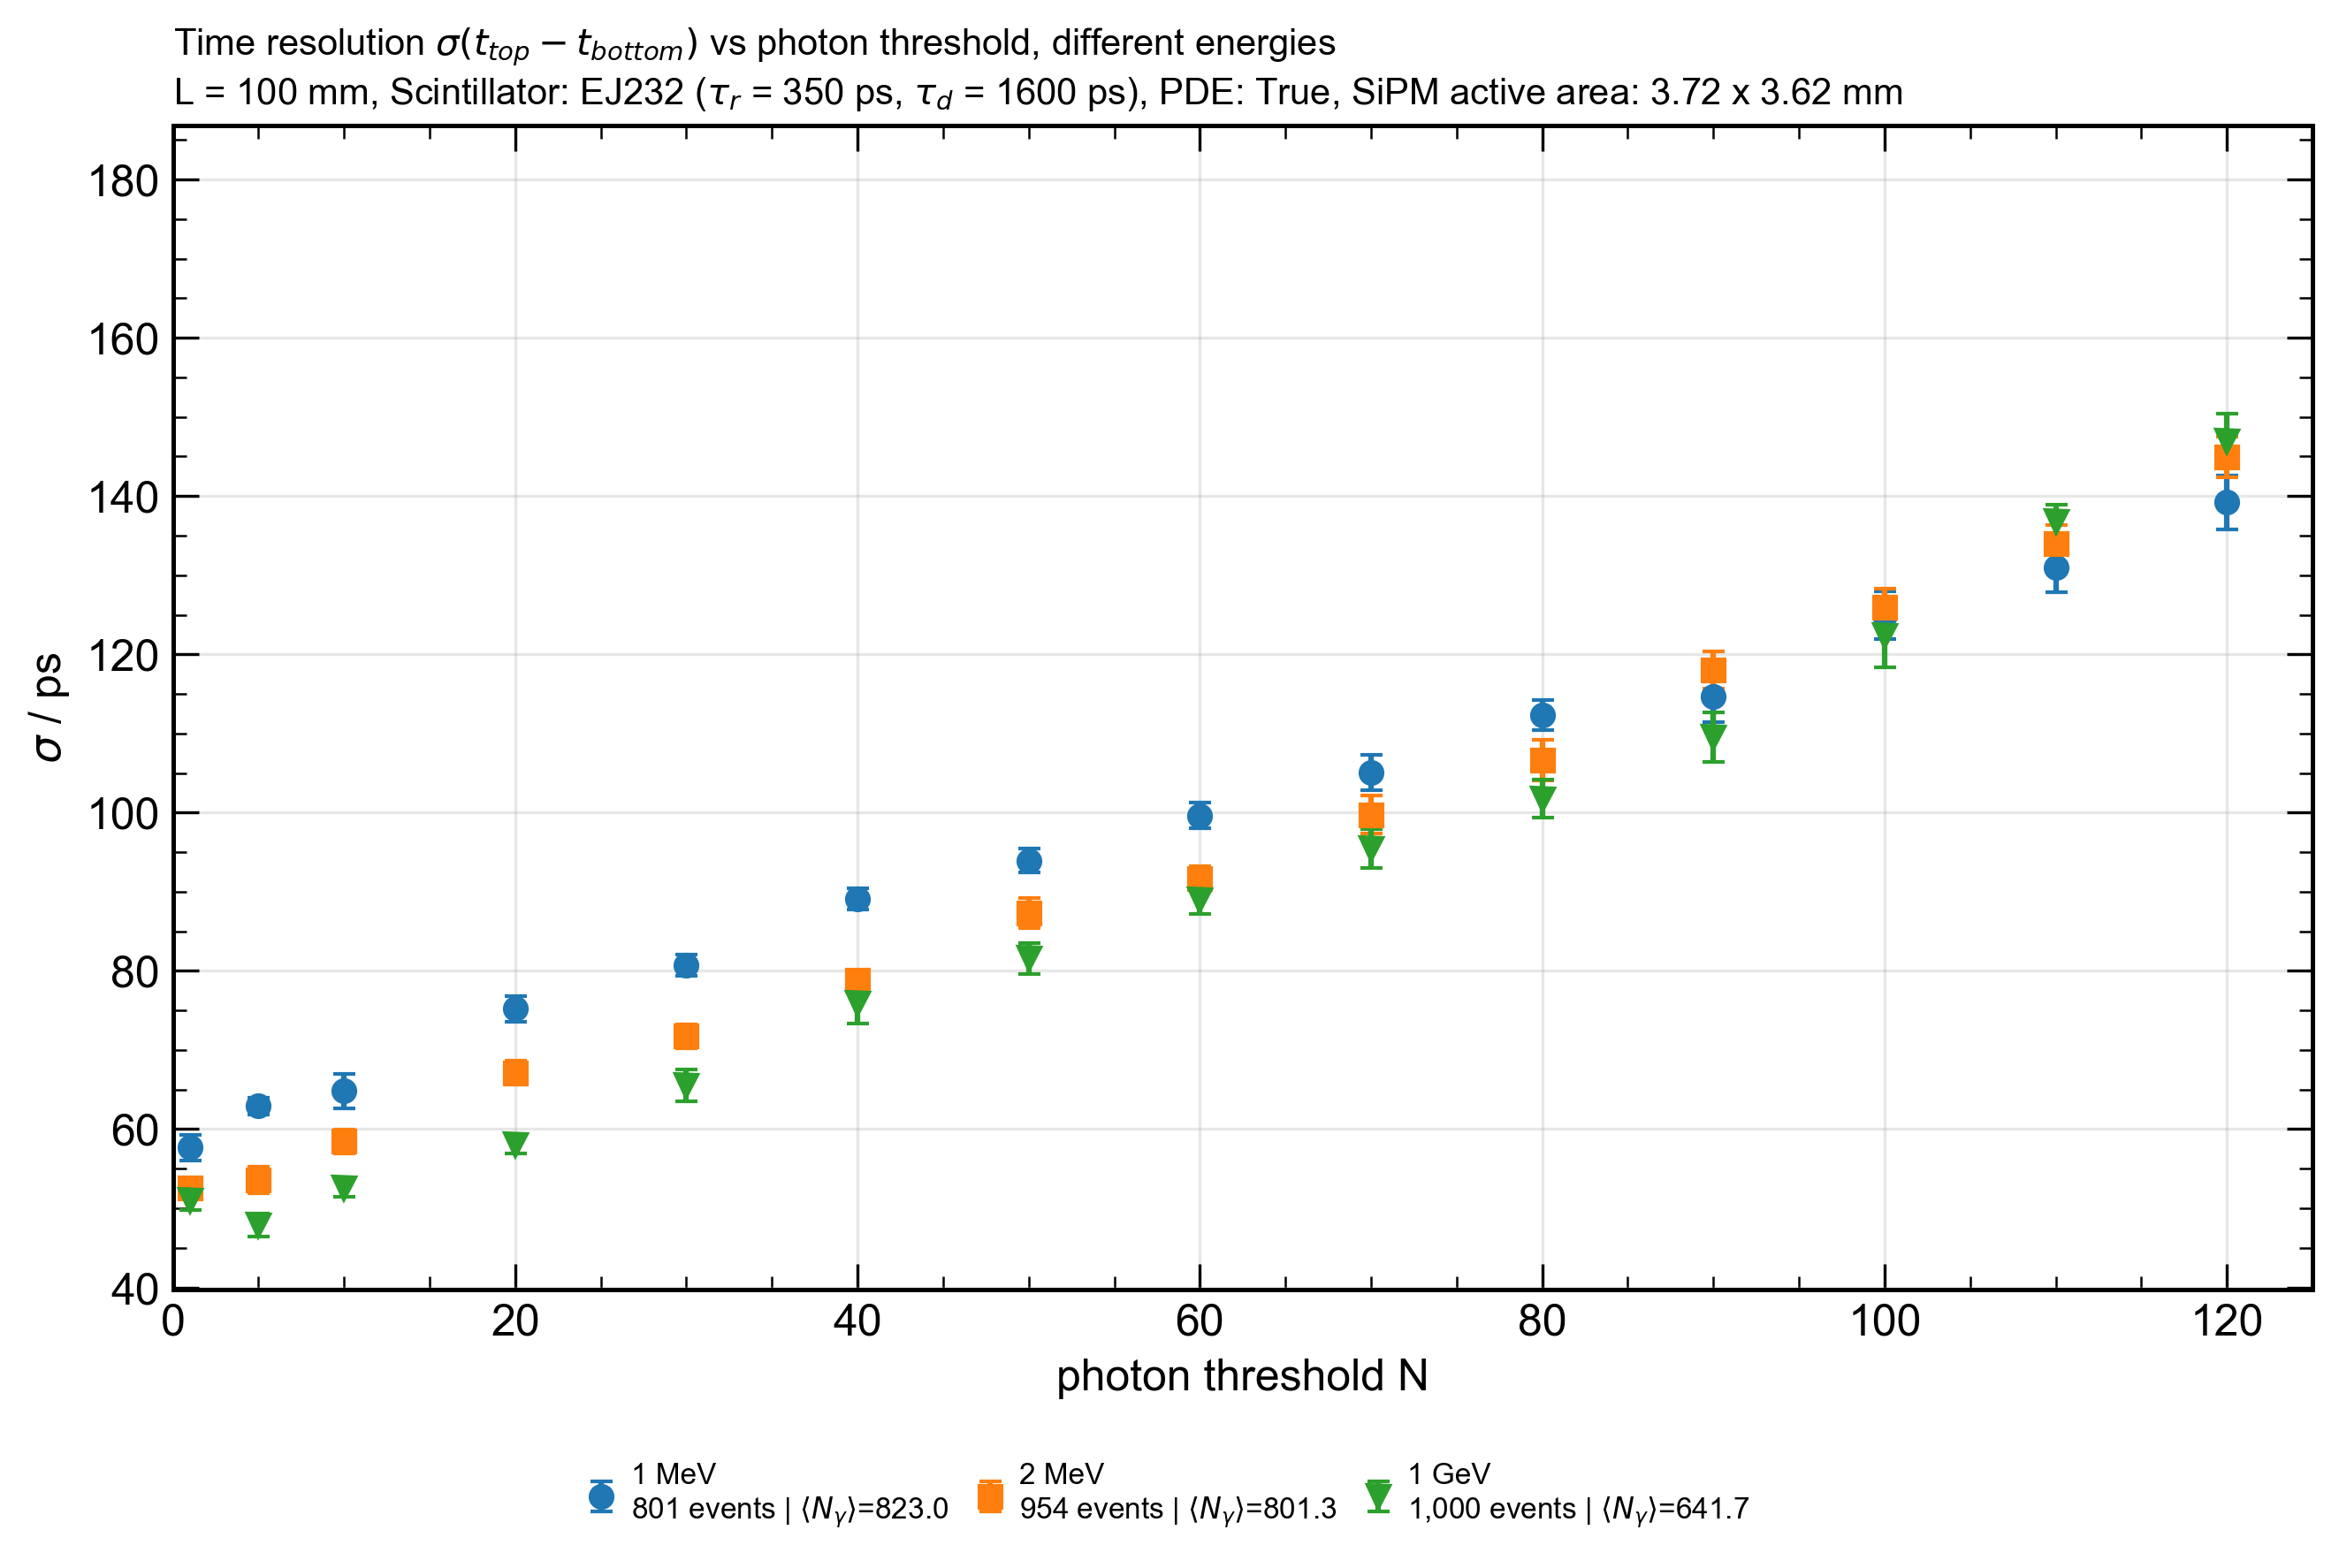 Time resolution σ(t_top − t_bottom) vs photon threshold, different energies
L = 100 mm, Scintillator: EJ232 (τ_r = 350 ps, τ_d = 1600 ps), PDE: True, SiPM active area: 3.72 x 3.62 mm
σ / ps
180
160
140
120
100
80
60
40
0 20 40 60 80 100 120
photon threshold N
1 MeV
801 events | ⟨N_γ⟩=823.0
2 MeV
954 events | ⟨N_γ⟩=801.3
1 GeV
1,000 events | ⟨N_γ⟩=641.7